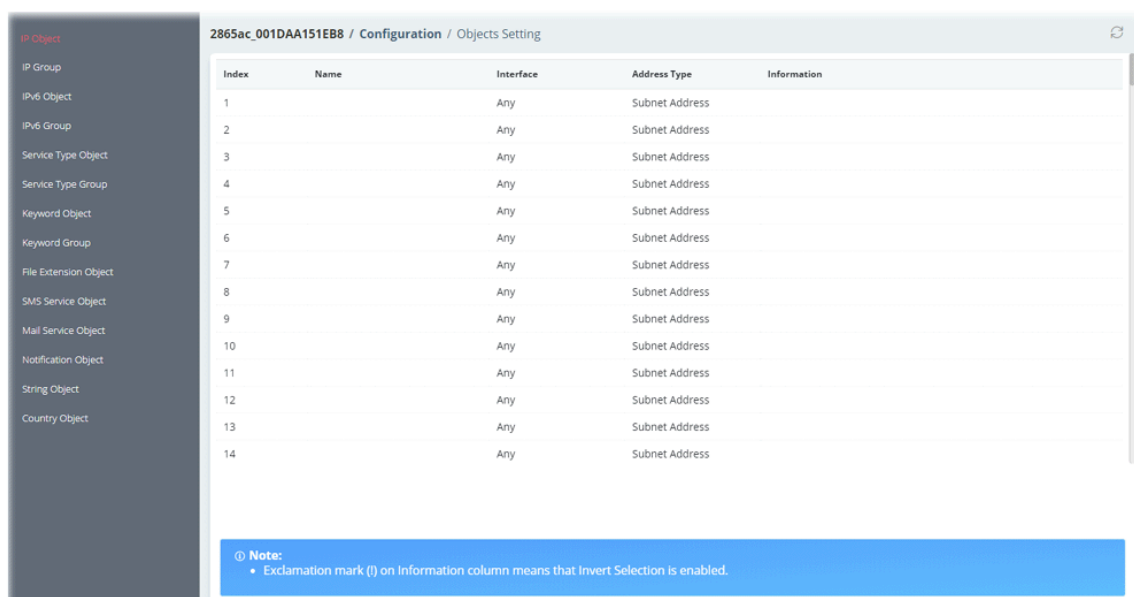 IP Object
IP Group
IPv6 Object
IPv6 Group
Service Type Object
Service Type Group
Keyword Object
Keyword Group
File Extension Object
SMS Service Object
Mail Service Object
Notification Object
String Object
Country Object
2865ac_001DAA151EB8 / Configuration / Objects Setting
Index Name Interface Address Type Information
1 Any Subnet Address
2 Any Subnet Address
3 Any Subnet Address
4 Any Subnet Address
5 Any Subnet Address
6 Any Subnet Address
7 Any Subnet Address
8 Any Subnet Address
9 Any Subnet Address
10 Any Subnet Address
11 Any Subnet Address
12 Any Subnet Address
13 Any Subnet Address
14 Any Subnet Address
Note:
• Exclamation mark (!) on Information column means that Invert Selection is enabled.